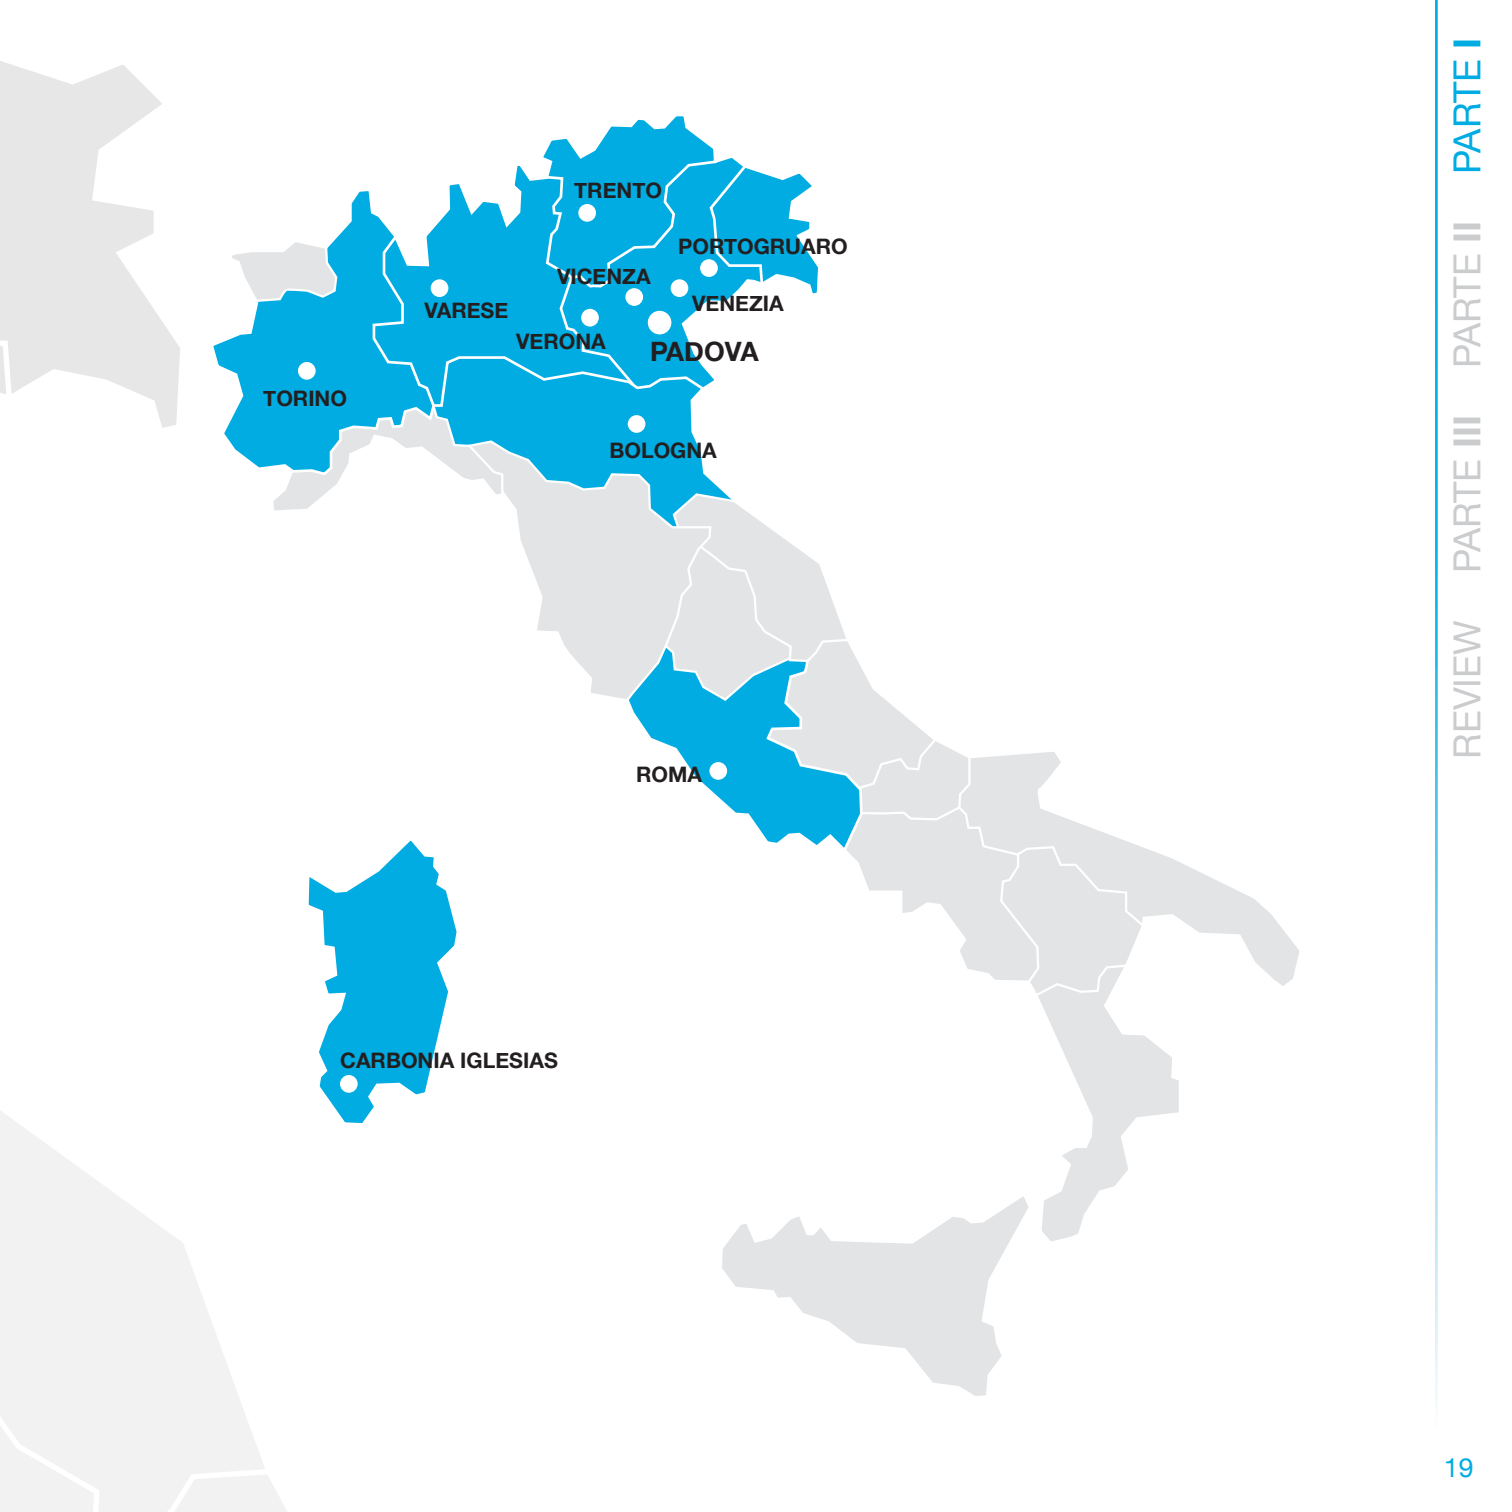 TRENTO
PORTOGRUARO
VICENZA
VENEZIA
VARESE
VERONA
PADOVA
TORINO
BOLOGNA
ROMA
CARBONIA IGLESIAS
PARTE I
PARTE II
PARTE III
REVIEW
19